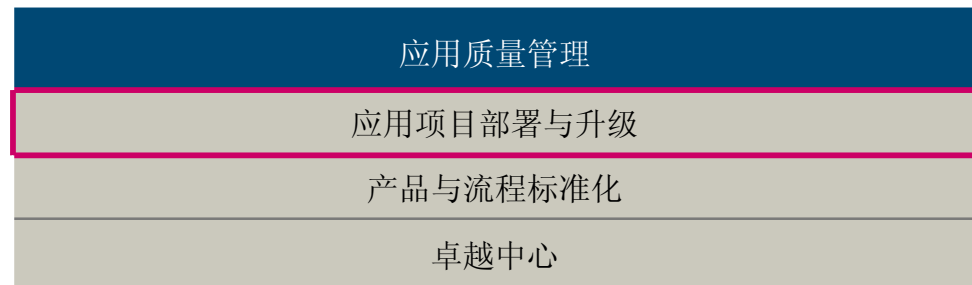 应用质量管理
应用项目部署与升级
产品与流程标准化
卓越中心